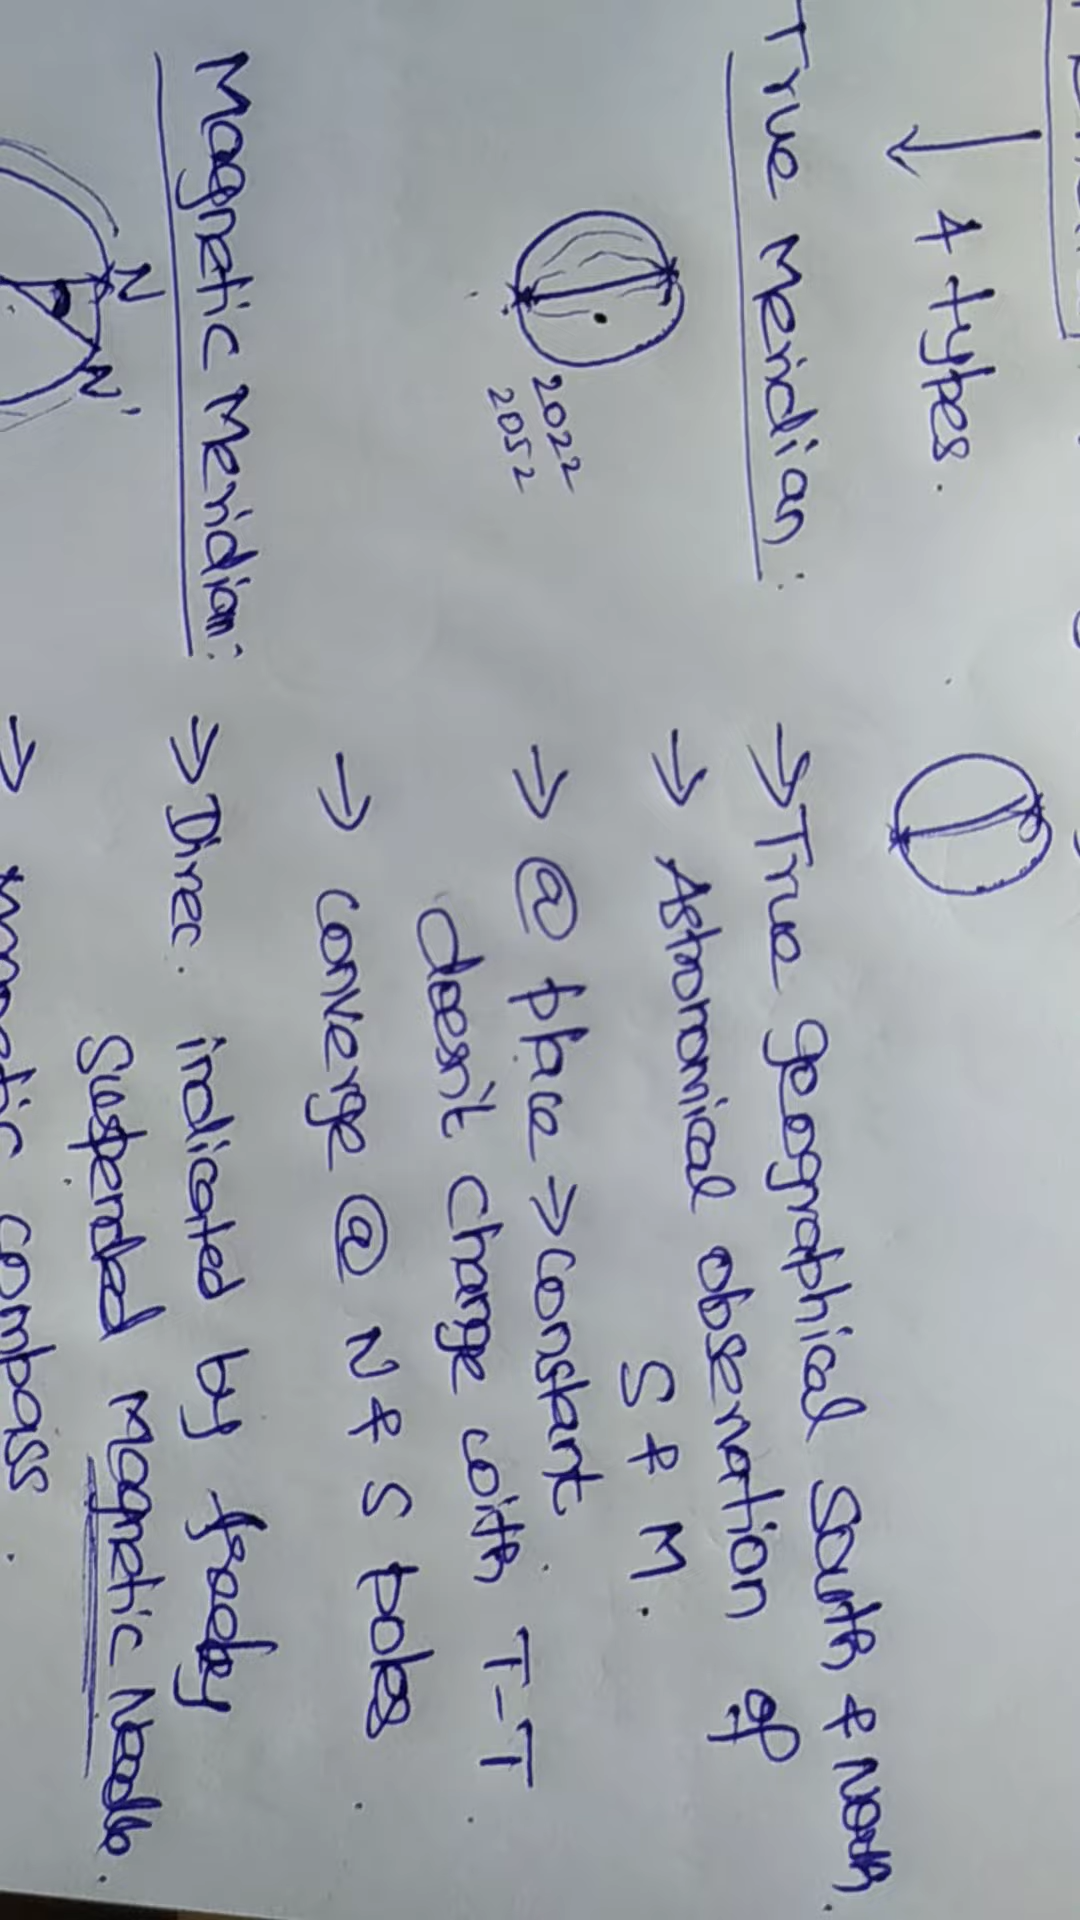 4 types.
True Meridian :
→ True geographical South & North.
→ Astronomical observation of
S & M.
→ @ place → constant
doesn't change with T-T
→ converge @ N & S poles
2022
2052
Magnetic Meridian:
→ Direc. indicated by freely
Suspended Magnetic Needle.
N
N'
→ compass